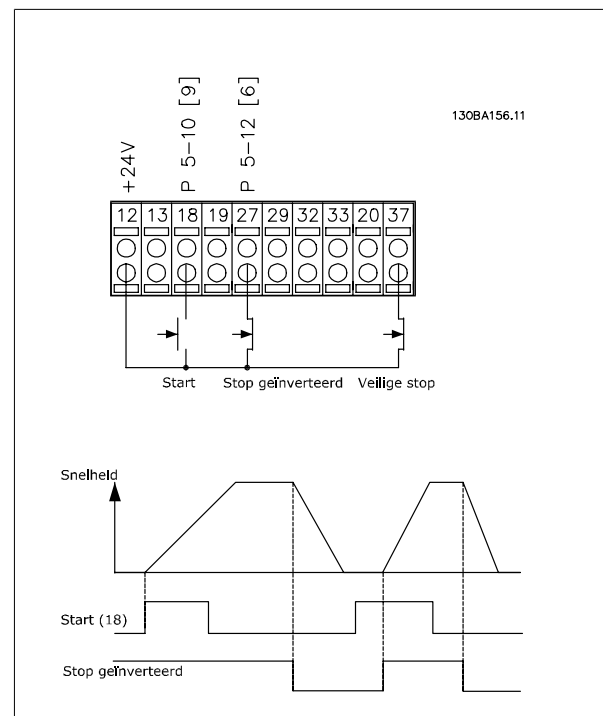 +24V
P 5-10 [9]
P 5-12 [6]
130BA156.11
12 13 18 19 27 29 32 33 20 37
Start Stop geïnverteerd Veilige stop
Snelheid
Start (18)
Stop geïnverteerd